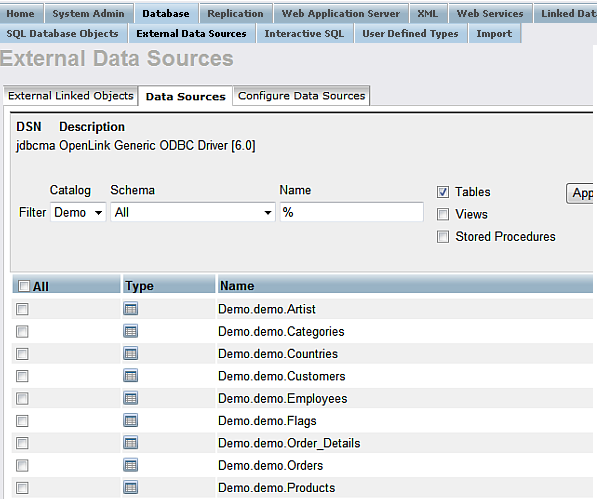 Home System Admin Database Replication Web Application Server XML Web Services Linked Data
SQL Database Objects External Data Sources Interactive SQL User Defined Types Import
External Data Sources
External Linked Objects Data Sources Configure Data Sources
DSN Description
jdbcma OpenLink Generic ODBC Driver [6.0]
Catalog Schema Name Tables
Filter Demo All % Views
Stored Procedures
All Type Name
Demo.demo.Artist
Demo.demo.Categories
Demo.demo.Countries
Demo.demo.Customers
Demo.demo.Employees
Demo.demo.Flags
Demo.demo.Order_Details
Demo.demo.Orders
Demo.demo.Products